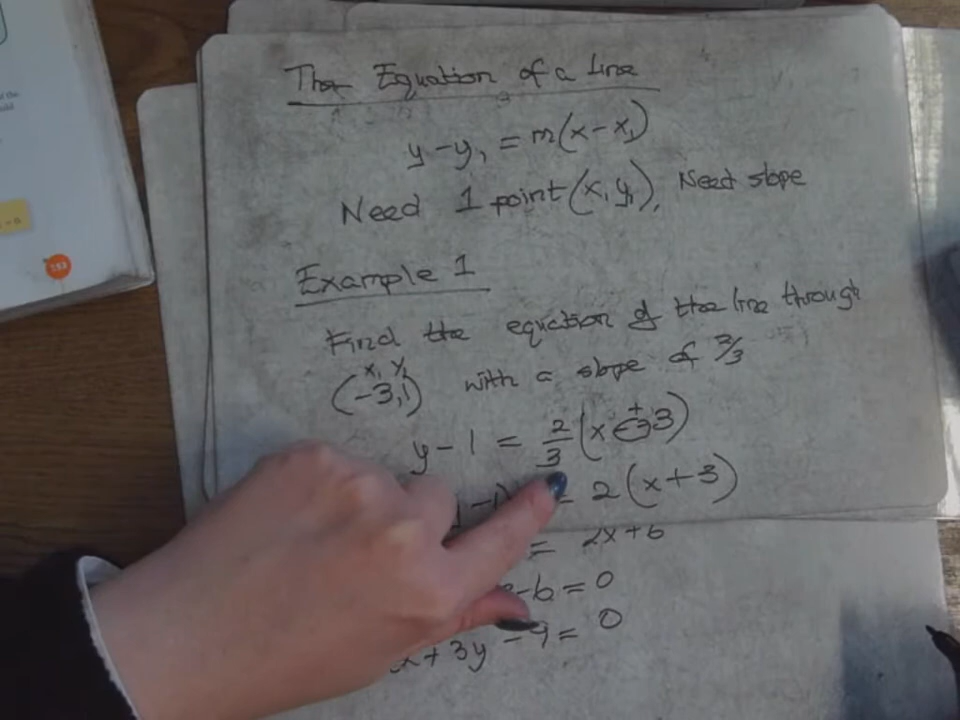 The Equation of a Line
y - y₁ = m(x - x₁)
Need 1 point (x₁ y₁), Need slope
Example 1
Find the equation of the line through
x₁ y₁
(-3,1) with a slope of 2/3
y - 1 = 2/3 (x + 3)
-1) = 2(x+3)
= 2x+6
-6 = 0
x + 3y - 9 = 0